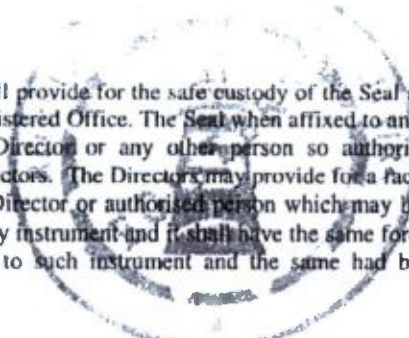 ll provide for the safe custody of the Seal
istered Office. The Seal when affixed to an
Director or any other person so authori
ctors. The Directors may provide for a fac
Director or authorised person which may b
y instrument and it shall have the same for
to such instrument and the same had b